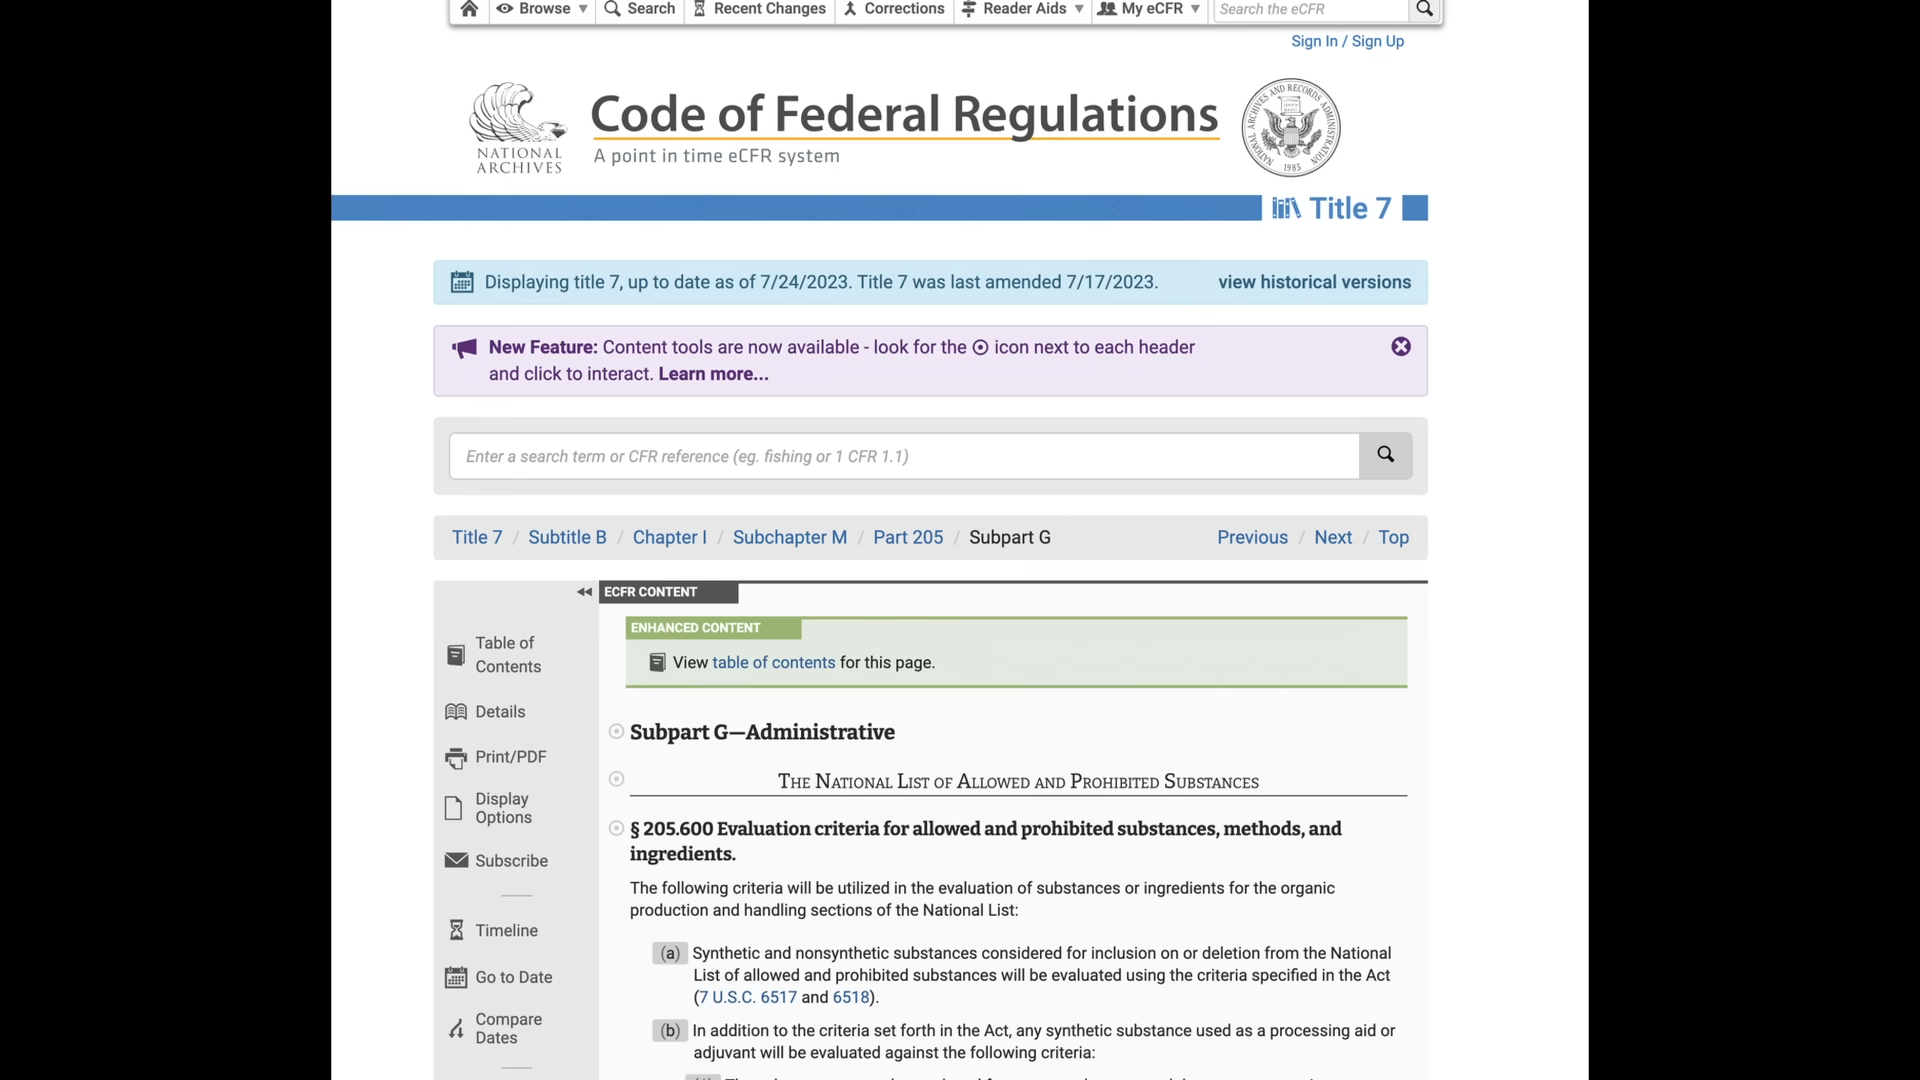 Browse ▼ Search Recent Changes Corrections Reader Aids ▼ My eCFR ▼ Search the eCFR
Sign In / Sign Up
NATIONAL
ARCHIVES
Code of Federal Regulations
A point in time eCFR system
NATIONAL ARCHIVES AND RECORDS ADMINISTRATION
1985
Title 7
Displaying title 7, up to date as of 7/24/2023. Title 7 was last amended 7/17/2023. view historical versions
New Feature: Content tools are now available - look for the icon next to each header
and click to interact. Learn more...
Enter a search term or CFR reference (eg. fishing or 1 CFR 1.1)
Title 7 / Subtitle B / Chapter I / Subchapter M / Part 205 / Subpart G Previous / Next / Top
Table of
Contents
Details
Print/PDF
Display
Options
Subscribe
Timeline
Go to Date
Compare
Dates
ECFR CONTENT
ENHANCED CONTENT
View table of contents for this page.
Subpart G—Administrative
The National List of Allowed and Prohibited Substances
§ 205.600 Evaluation criteria for allowed and prohibited substances, methods, and
ingredients.
The following criteria will be utilized in the evaluation of substances or ingredients for the organic
production and handling sections of the National List:
(a) Synthetic and nonsynthetic substances considered for inclusion on or deletion from the National
List of allowed and prohibited substances will be evaluated using the criteria specified in the Act
(7 U.S.C. 6517 and 6518).
(b) In addition to the criteria set forth in the Act, any synthetic substance used as a processing aid or
adjuvant will be evaluated against the following criteria: